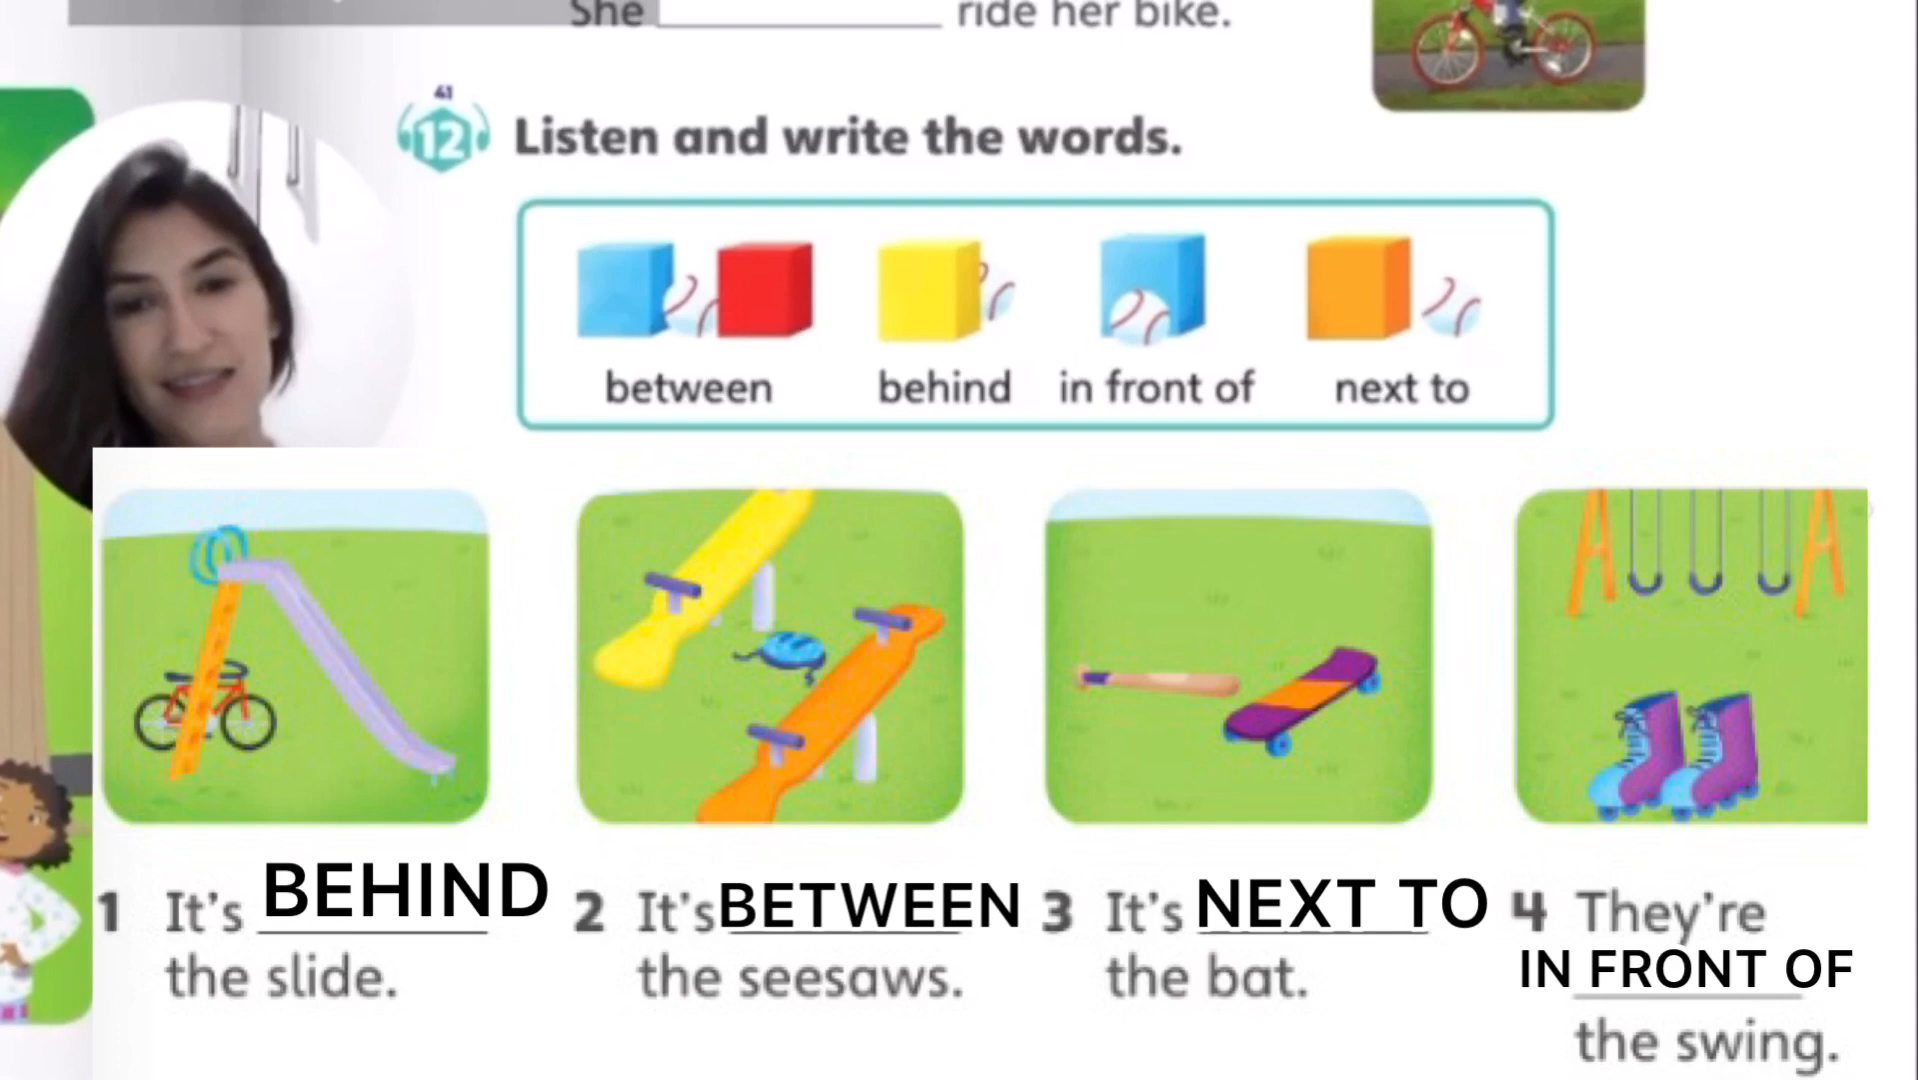 She ride her bike.
41
12 Listen and write the words.
between behind in front of next to
1 It's BEHIND
the slide.
2 It's BETWEEN
the seesaws.
3 It's NEXT TO
the bat.
4 They're
IN FRONT OF
the swing.